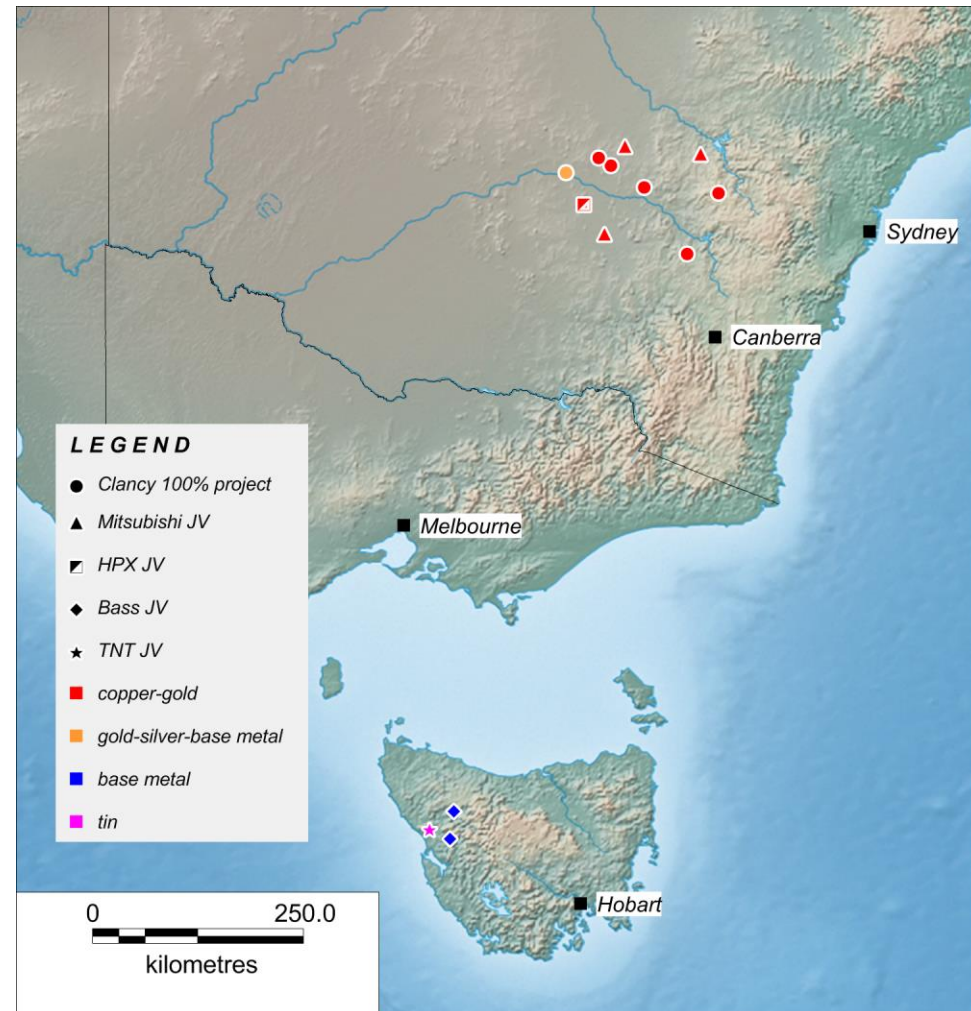 Sydney
Canberra
LEGEND
Clancy 100% project
Mitsubishi JV
Melbourne
HPX JV
Bass JV
TNT JV
copper-gold
gold-silver-base metal
base metal
tin
Hobart
0 250.0
kilometres